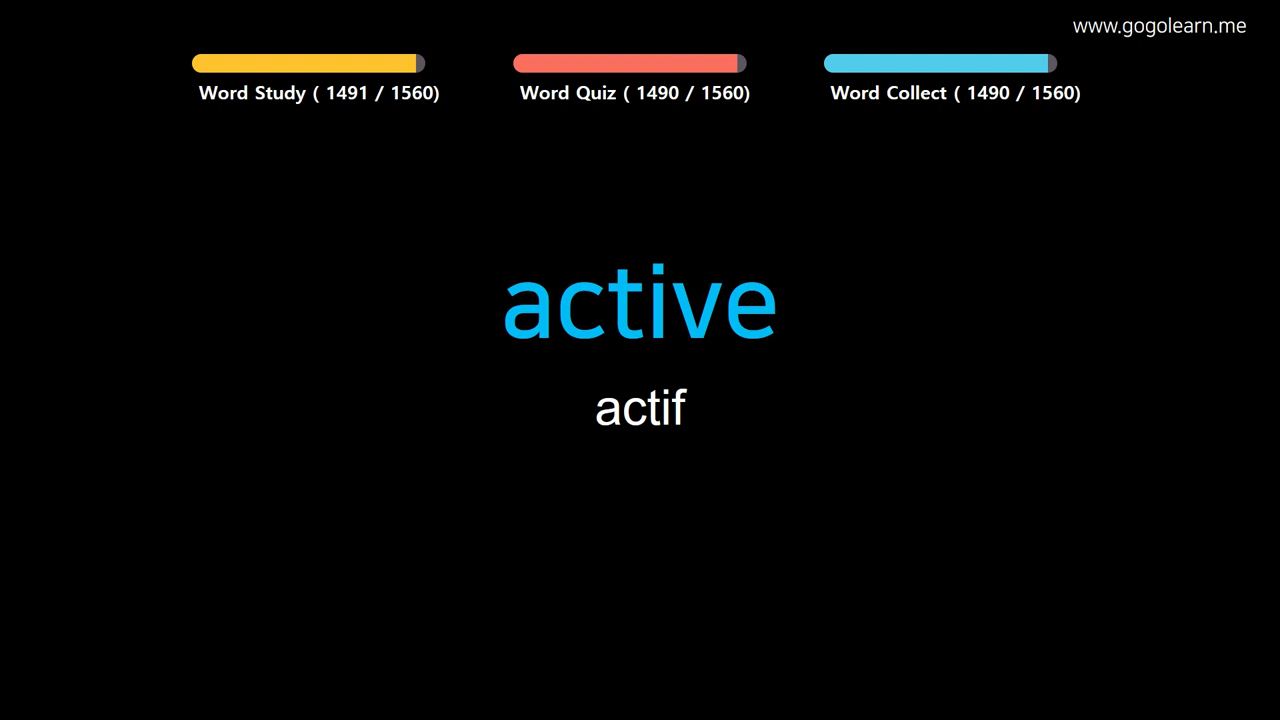 www.gogolearn.me
Word Study ( 1491 / 1560)
Word Quiz ( 1490 / 1560)
Word Collect ( 1490 / 1560)
active
actif